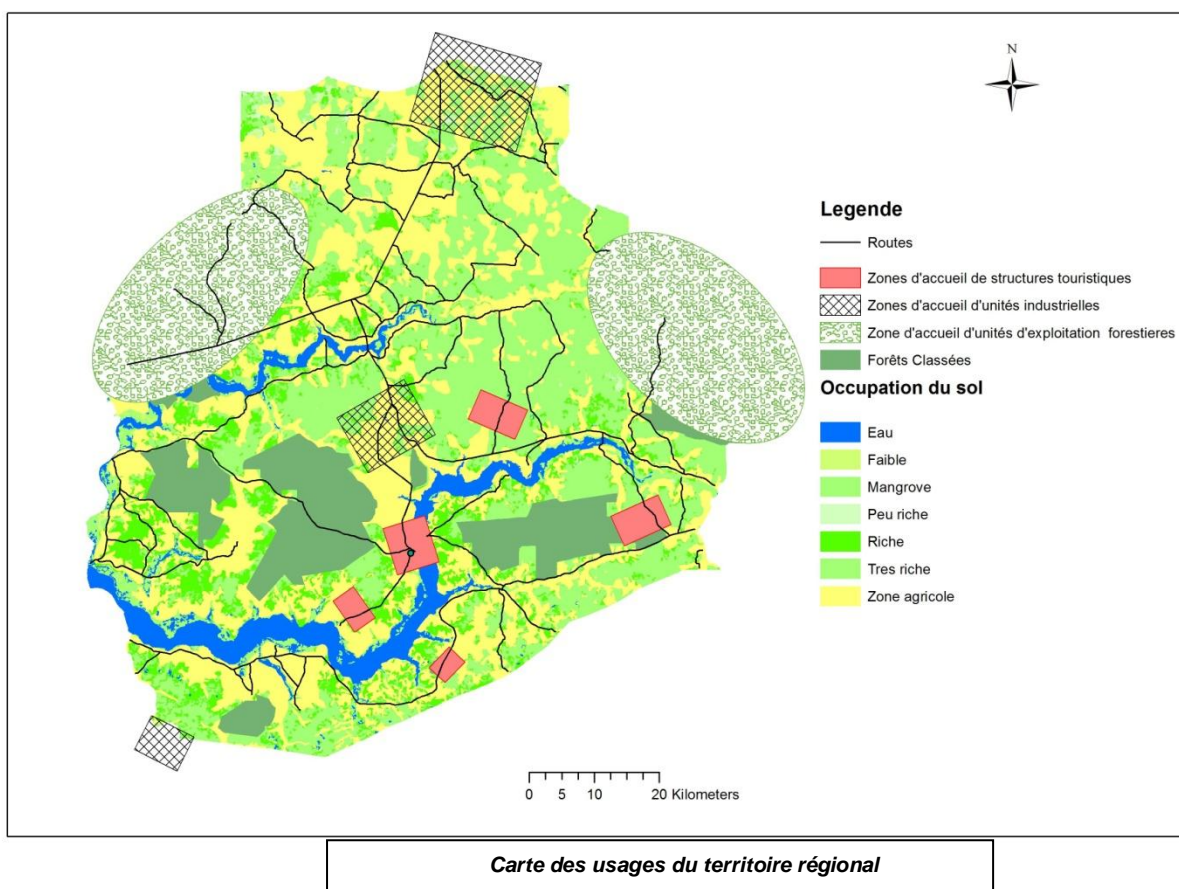 N
Legende
Routes
Zones d'accueil de structures touristiques
Zones d'accueil d'unités industrielles
Zone d'accueil d'unités d'exploitation forestieres
Forêts Classées
Occupation du sol
Eau
Faible
Mangrove
Peu riche
Riche
Tres riche
Zone agricole
0 5 10 20 Kilometers
Carte des usages du territoire régional